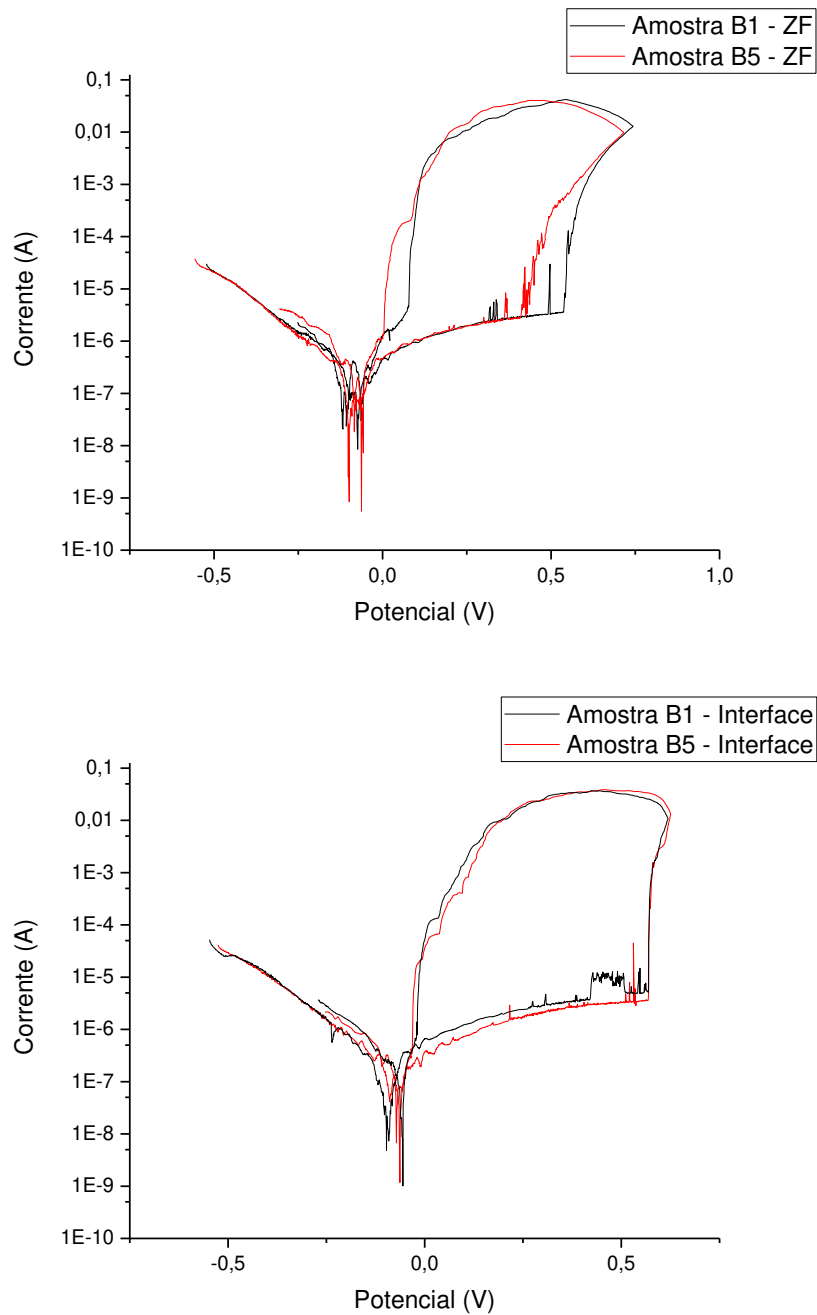 Amostra B1 - ZF
Amostra B5 - ZF
0,1
0,01
1E-3
1E-4
1E-5
1E-6
1E-7
1E-8
1E-9
1E-10
Corrente (A)
-0,5
0,0
0,5
1,0
Potencial (V)
Amostra B1 - Interface
Amostra B5 - Interface
0,1
0,01
1E-3
1E-4
1E-5
1E-6
1E-7
1E-8
1E-9
1E-10
Corrente (A)
-0,5
0,0
0,5
Potencial (V)